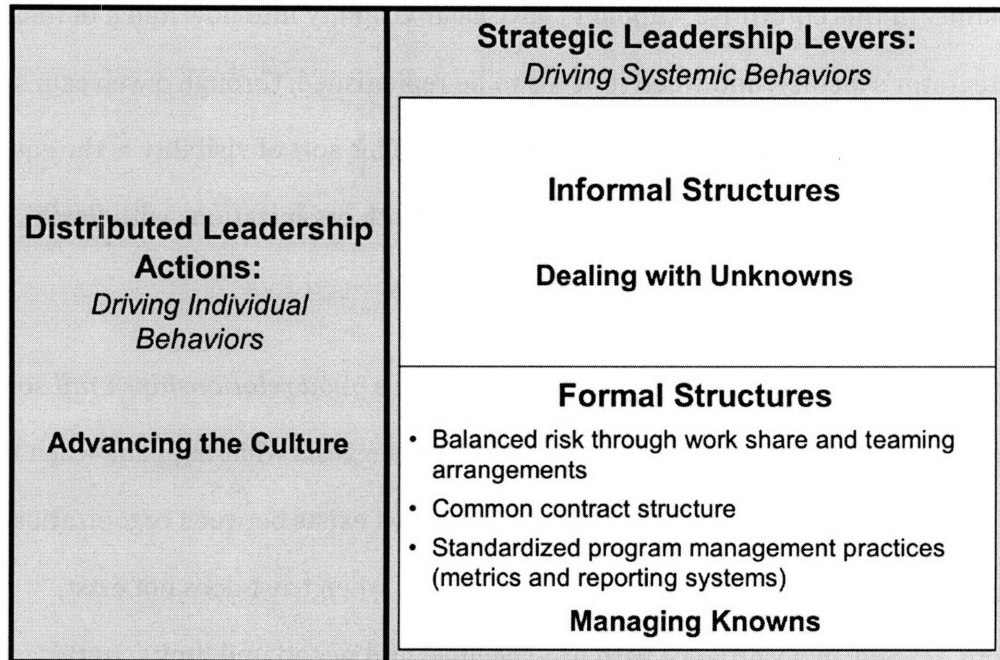 Strategic Leadership Levers:
Driving Systemic Behaviors
Distributed Leadership
Actions:
Driving Individual
Behaviors
Advancing the Culture
Informal Structures
Dealing with Unknowns
Formal Structures
• Balanced risk through work share and teaming
arrangements
• Common contract structure
• Standardized program management practices
(metrics and reporting systems)
Managing Knowns